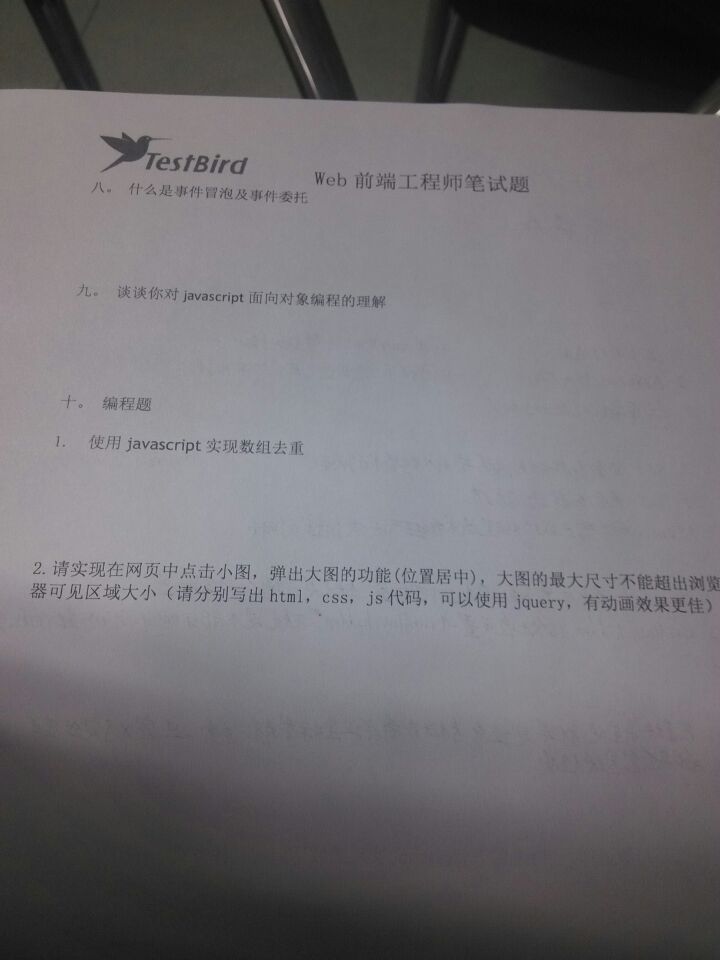 TestBird
Web 前端工程师笔试题
八。 什么是事件冒泡及事件委托
九。 谈谈你对 javascript 面向对象编程的理解
十。 编程题
1. 使用 javascript 实现数组去重
2.请实现在网页中点击小图，弹出大图的功能(位置居中)，大图的最大尺寸不能超出浏览
器可见区域大小（请分别写出 html，css，js 代码，可以使用 jquery，有动画效果更佳）